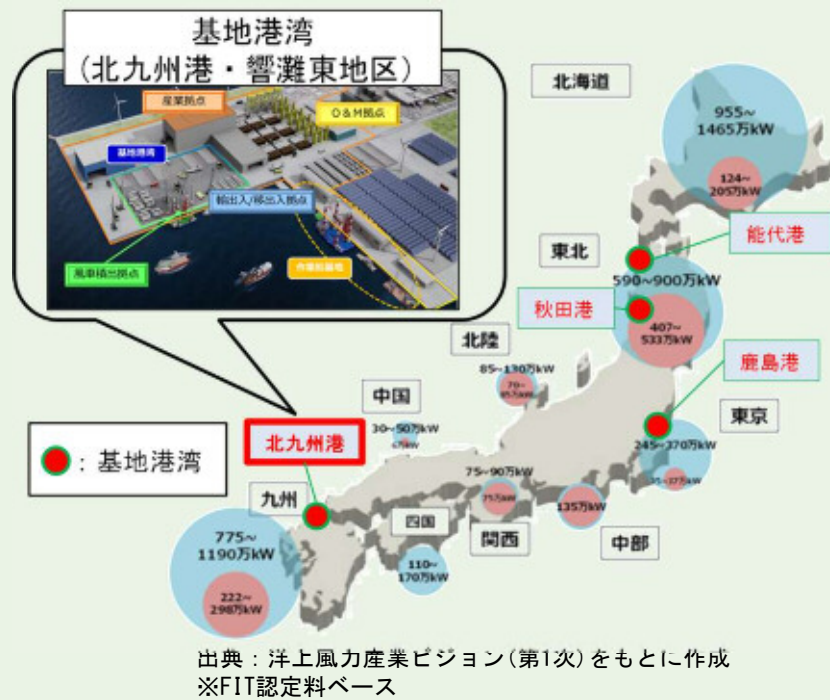 基地港湾
(北九州港・響灘東地区)
産業拠点
O&M拠点
基地港湾
輸出入/移出入拠点
風車積出拠点
北海道
955~
1465万kW
124~
205万kW
能代港
東北
590~900万kW
秋田港
407~
533万kW
北陸
85~130万kW
鹿島港
中国
30~50万kW
東京
245~370万kW
北九州港
:基地港湾
75~90万kW
75万kW
135万kW
九州
四国
関西
中部
775~
1190万kW
110~
170万kW
222~
298万kW
出典:洋上風力産業ビジョン(第1次)をもとに作成
※FIT認定料ベース